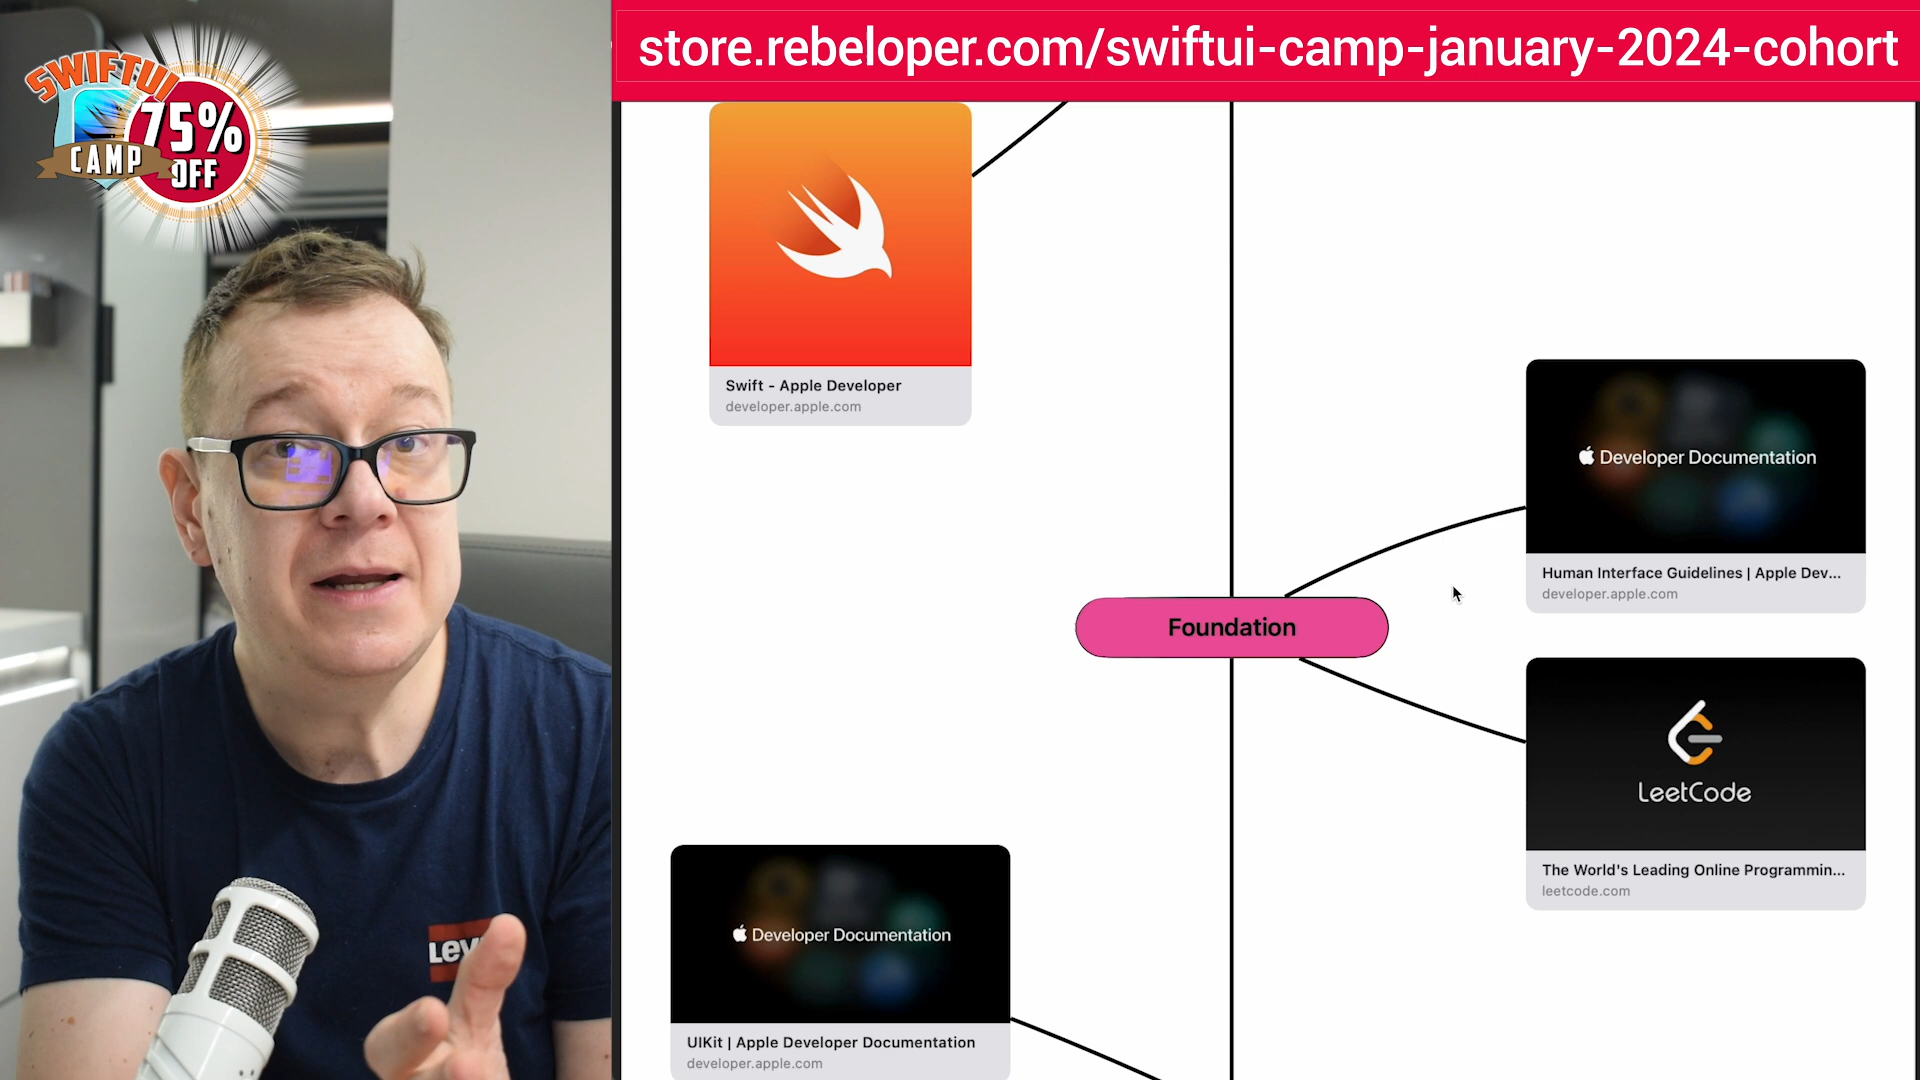 store.rebeloper.com/swiftui-camp-january-2024-cohort
SWIFTUI
CAMP
75%
OFF
Swift - Apple Developer
developer.apple.com
Developer Documentation
Human Interface Guidelines | Apple Dev...
developer.apple.com
Foundation
LeetCode
The World's Leading Online Programmin...
leetcode.com
Developer Documentation
UIKit | Apple Developer Documentation
developer.apple.com